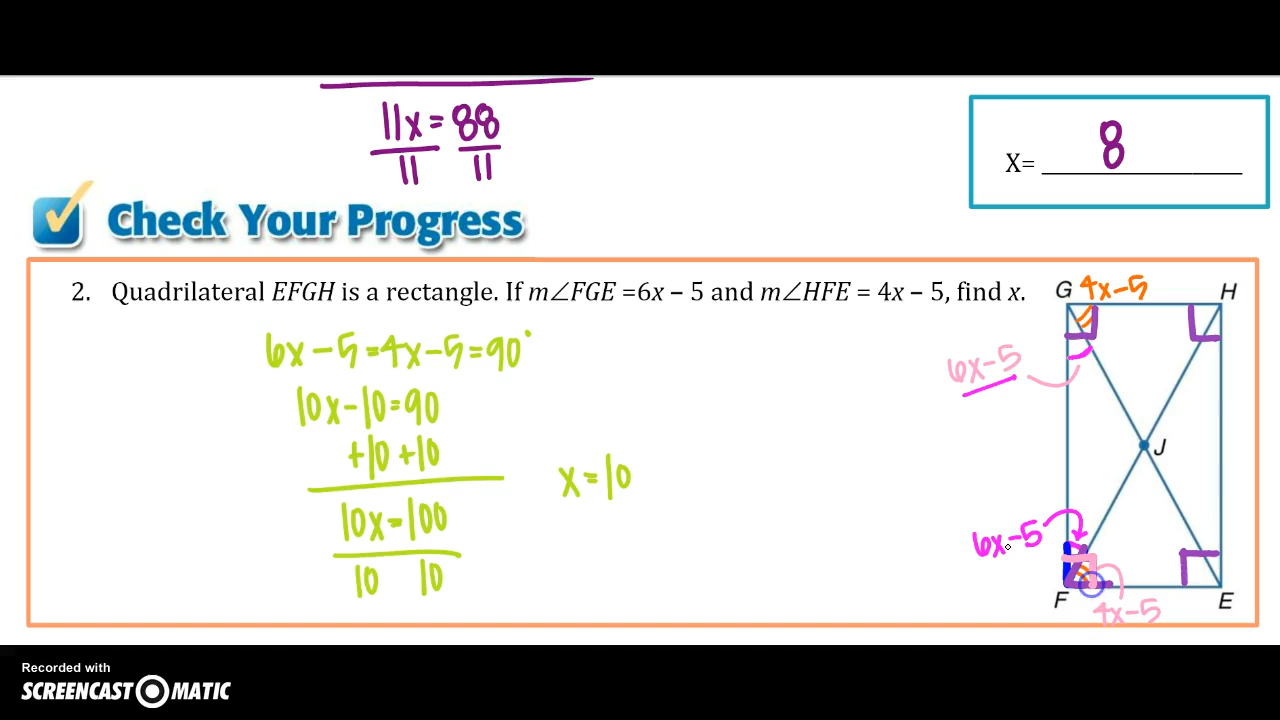 11x = 88
11 11
X= 8
Check Your Progress
2. Quadrilateral EFGH is a rectangle. If m∠FGE =6x – 5 and m∠HFE = 4x – 5, find x.
G 4x-5 H
6x-5=4x-5=90°
6x-5
10x-10=90
+10 +10
J
x=10
10x=100
10 10
6x-5
F E
4x-5
Recorded with
SCREENCAST O MATIC